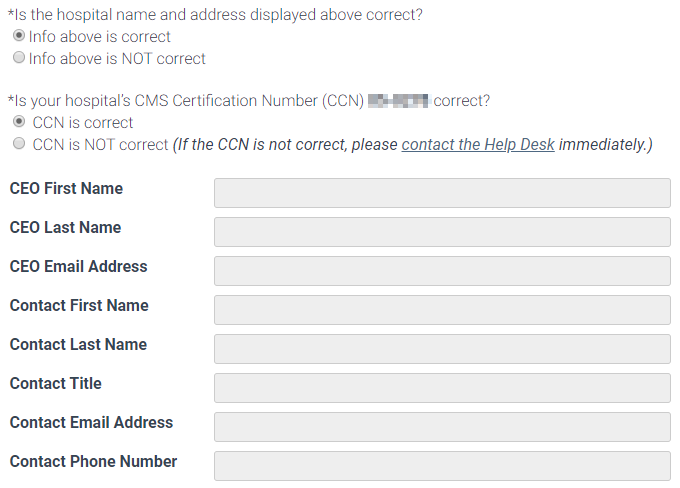 *Is the hospital name and address displayed above correct?
Info above is correct
Info above is NOT correct
*Is your hospital's CMS Certification Number (CCN) correct?
CCN is correct
CCN is NOT correct (If the CCN is not correct, please contact the Help Desk immediately.)
CEO First Name
CEO Last Name
CEO Email Address
Contact First Name
Contact Last Name
Contact Title
Contact Email Address
Contact Phone Number